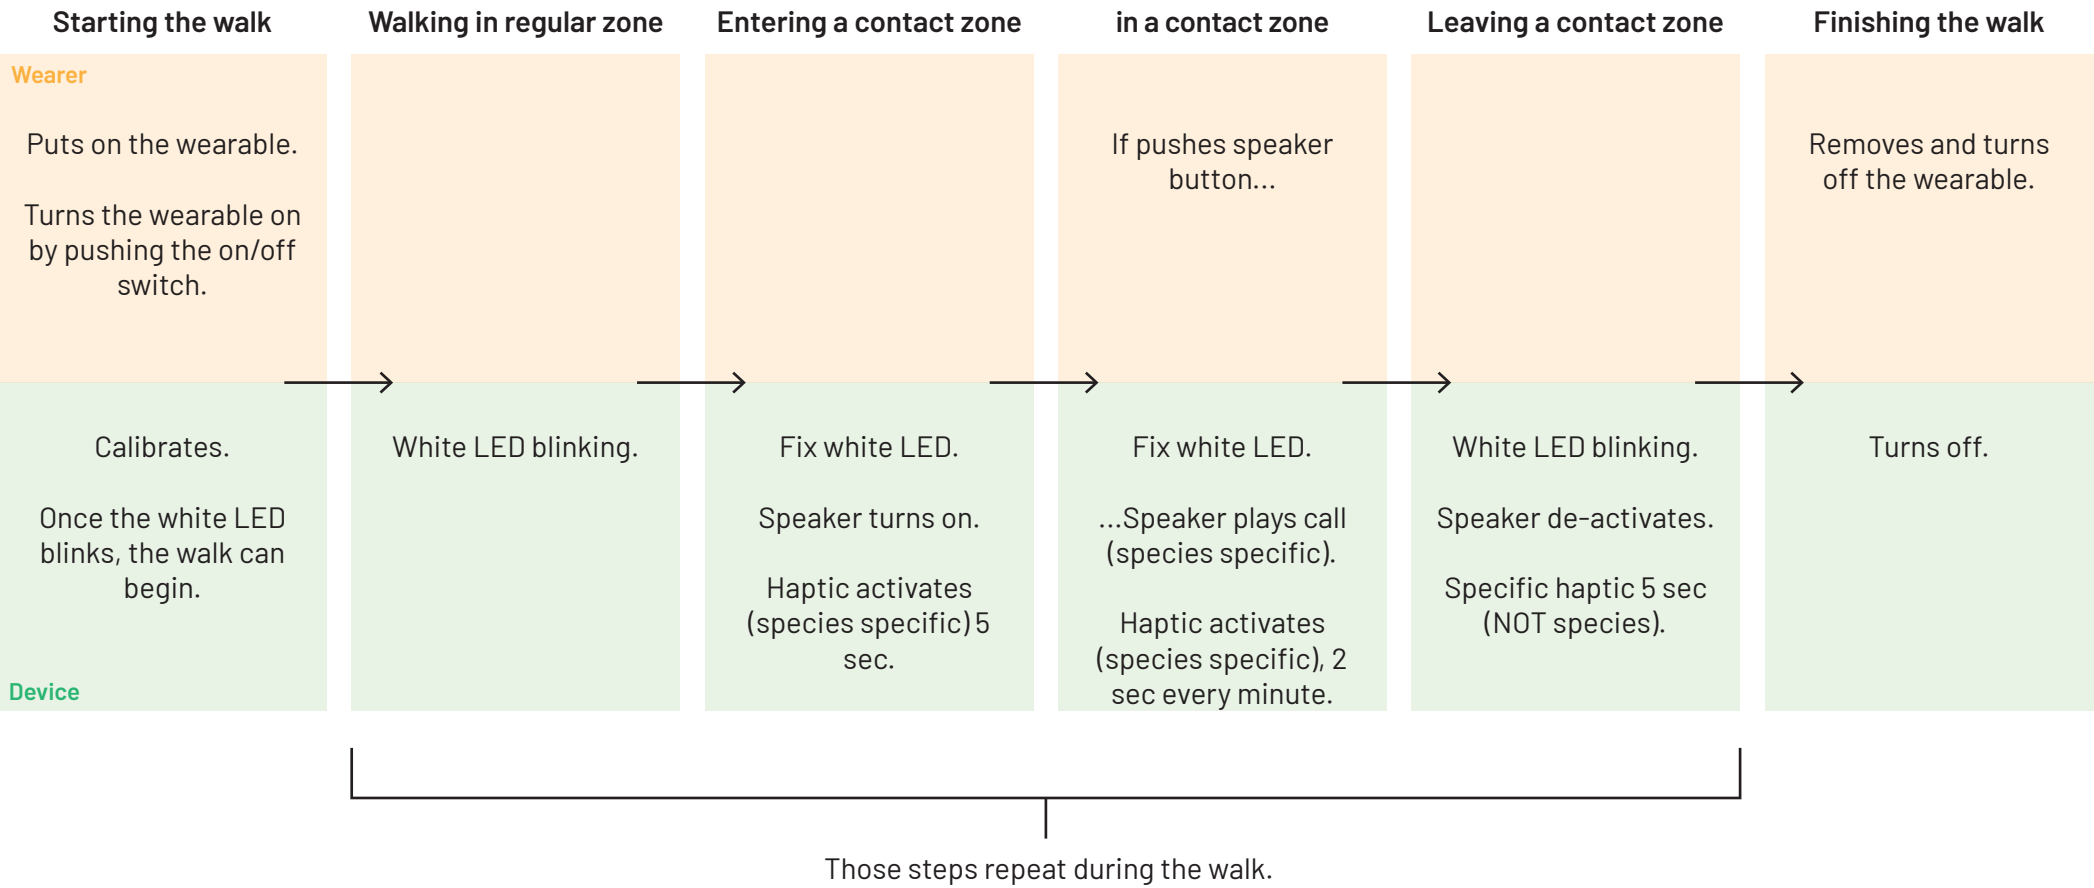 Starting the walk
Walking in regular zone
Entering a contact zone
in a contact zone
Leaving a contact zone
Finishing the walk
Wearer
Puts on the wearable.
Turns the wearable on
by pushing the on/off
switch.
If pushes speaker
button...
Removes and turns
off the wearable.
Calibrates.
Once the white LED
blinks, the walk can
begin.
White LED blinking.
Fix white LED.
Speaker turns on.
Haptic activates
(species specific) 5
sec.
Fix white LED.
...Speaker plays call
(species specific).
Haptic activates
(species specific), 2
sec every minute.
White LED blinking.
Speaker de-activates.
Specific haptic 5 sec
(NOT species).
Turns off.
Device
Those steps repeat during the walk.